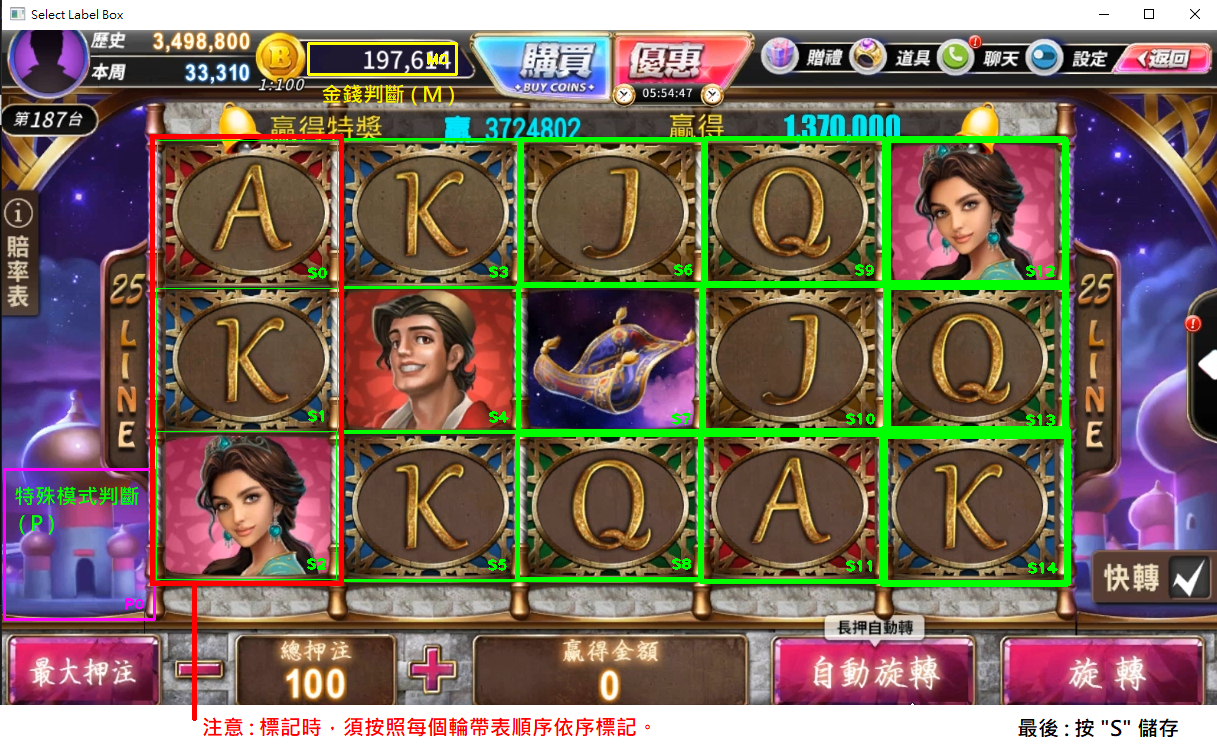 Select Label Box
歷史 3,498,800
本周 33,310
1:100
197,614
M0
金錢判斷 ( M )
購買
BUY COINS
優惠
05:54:47
贈禮
道具
聊天
設定
返回
第187台
贏得特獎 贏 3724802 贏得 1,370,000
賠率表
25 LINE
A K J Q
S0 S3 S6 S9 S12
K J Q
S1 S4 S7 S10 S13
K Q A K
S2 S5 S8 S11 S14
25 LINE
特殊模式判斷
( P )
P0
快轉
長押自動轉
最大押注
總押注
100
贏得金額
0
自動旋轉
旋轉
注意 : 標記時，須按照每個輪帶表順序依序標記。
最後 : 按 "S" 儲存